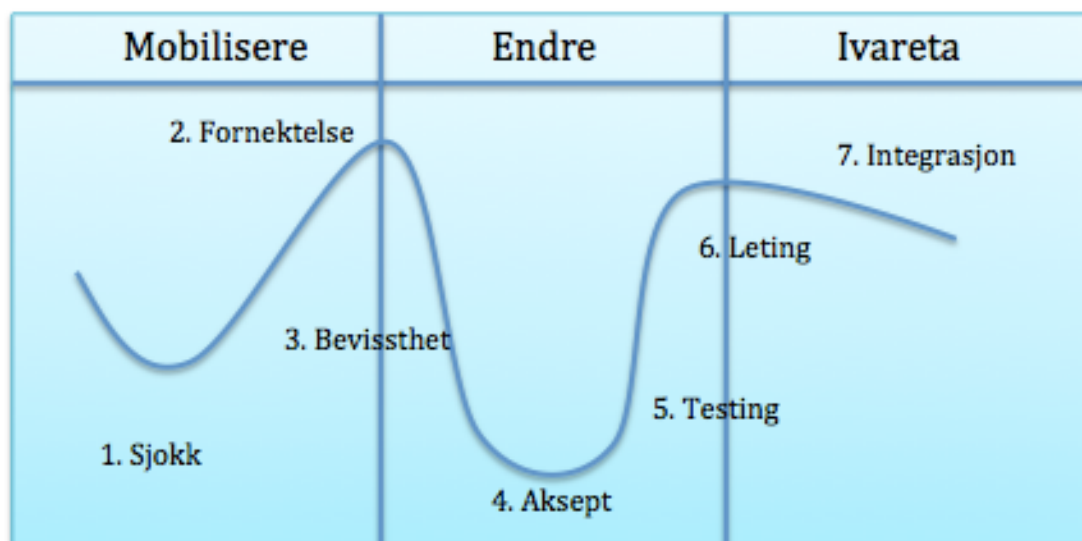 Mobilisere
Endre
Ivareta
2. Fornektelse
7. Integrasjon
6. Leting
3. Bevissthet
5. Testing
1. Sjokk
4. Aksept